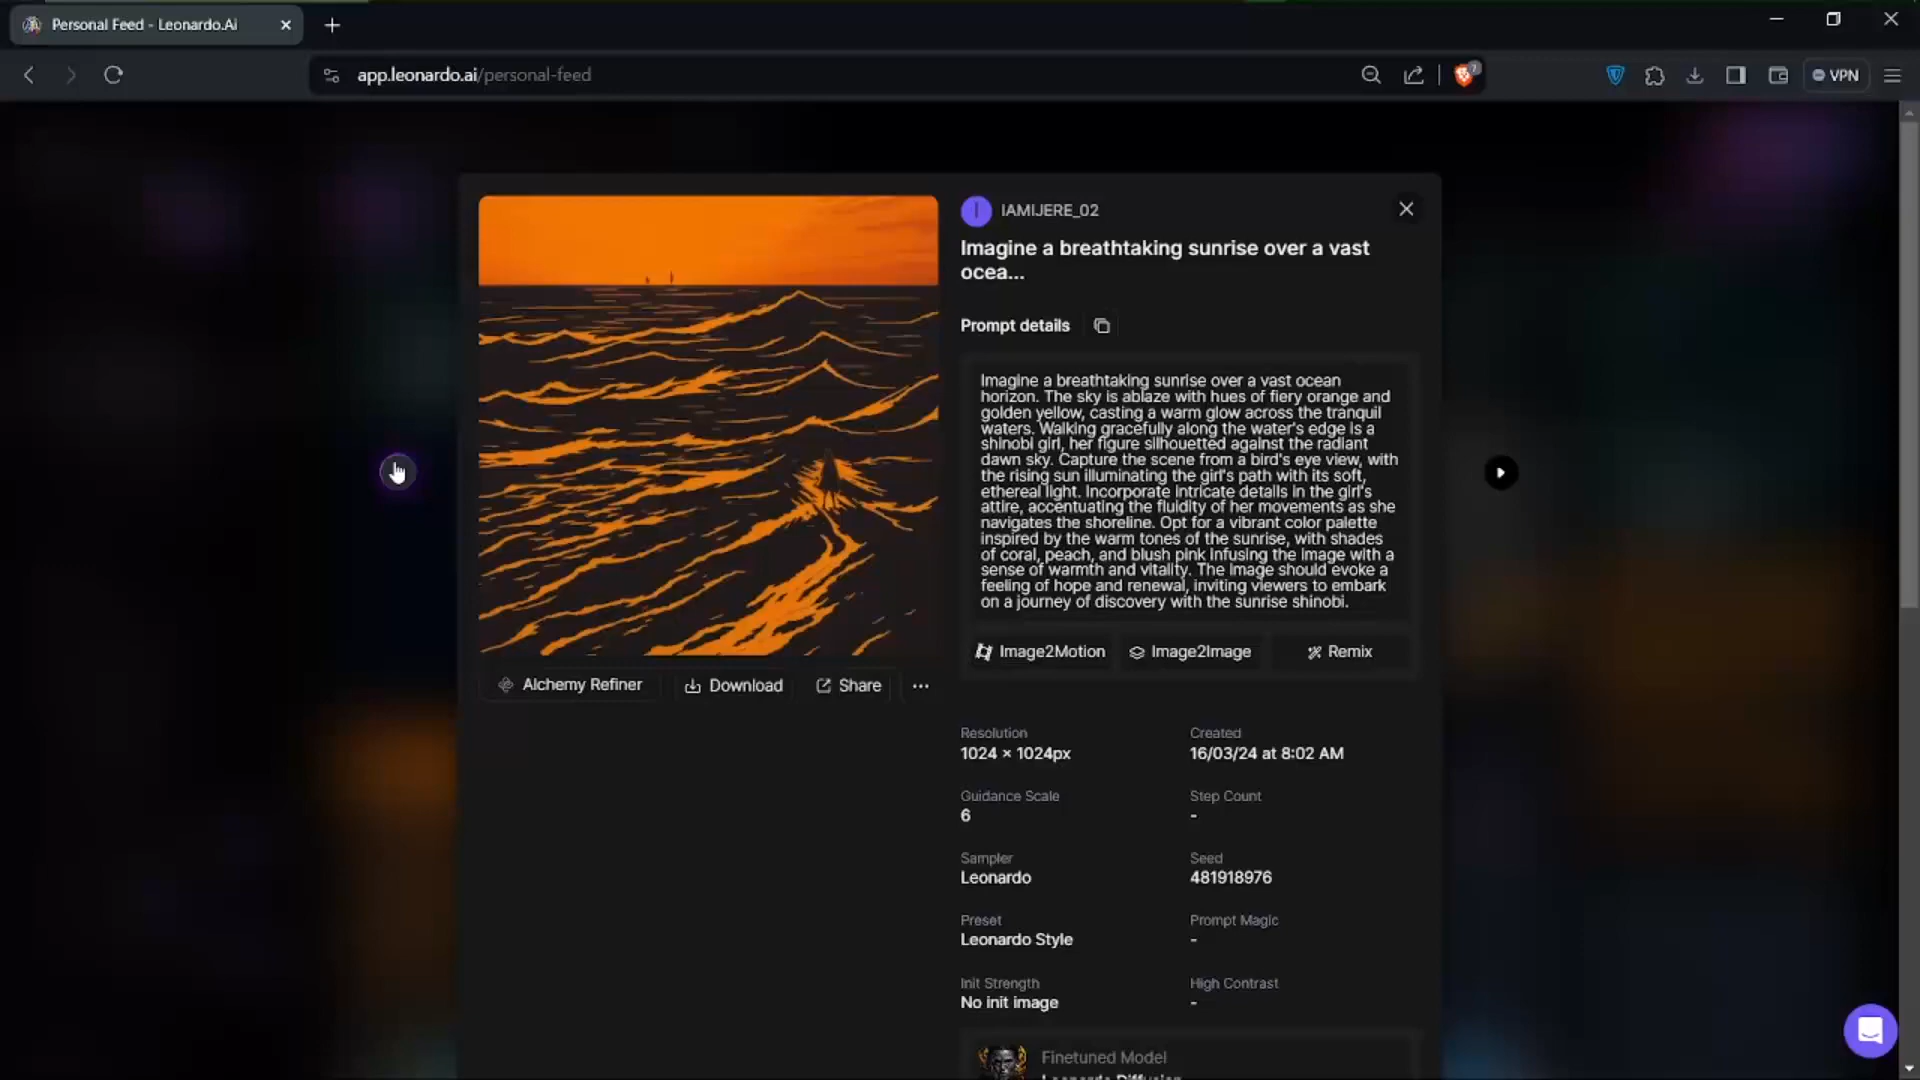 Personal Feed - Leonardo.Ai
app.leonardo.ai/personal-feed
7
VPN
I
IAMIJERE_02
Imagine a breathtaking sunrise over a vast
ocea...
Prompt details
Imagine a breathtaking sunrise over a vast ocean
horizon. The sky is ablaze with hues of fiery orange and
golden yellow, casting a warm glow across the tranquil
waters. Walking gracefully along the water's edge is a
shinobi girl, her figure silhouetted against the radiant
dawn sky. Capture the scene from a bird's eye view, with
the rising sun illuminating the girl's path with its soft,
ethereal light. Incorporate intricate details in the girl's
attire, accentuating the fluidity of her movements as she
navigates the shoreline. Opt for a vibrant color palette
inspired by the warm tones of the sunrise, with shades
of coral, peach, and blush pink infusing the image with a
sense of warmth and vitality. The image should evoke a
feeling of hope and renewal, inviting viewers to embark
on a journey of discovery with the sunrise shinobi.
Image2Motion Image2Image Remix
Alchemy Refiner Download Share ...
Resolution Created
1024 × 1024px 16/03/24 at 8:02 AM
Guidance Scale Step Count
6 -
Sampler Seed
Leonardo 481918976
Preset Prompt Magic
Leonardo Style -
Init Strength High Contrast
No init image -
Finetuned Model
Leonardo Diffusion